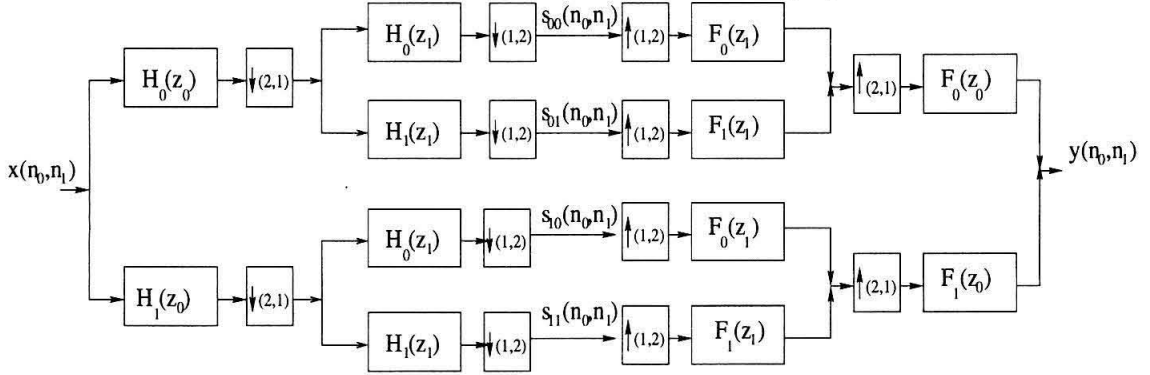 H₀(z₁) ↓(1,2) s₀₀(n₀,n₁) ↑(1,2) F₀(z₁)
H₀(z₀) ↓(2,1) ↑(2,1) F₀(z₀)
H₁(z₁) ↓(1,2) s₀₁(n₀,n₁) ↑(1,2) F₁(z₁)
x(n₀,n₁) y(n₀,n₁)
H₀(z₁) ↓(1,2) s₁₀(n₀,n₁) ↑(1,2) F₀(z₁)
H₁(z₀) ↓(2,1) ↑(2,1) F₁(z₀)
H₁(z₁) ↓(1,2) s₁₁(n₀,n₁) ↑(1,2) F₁(z₁)